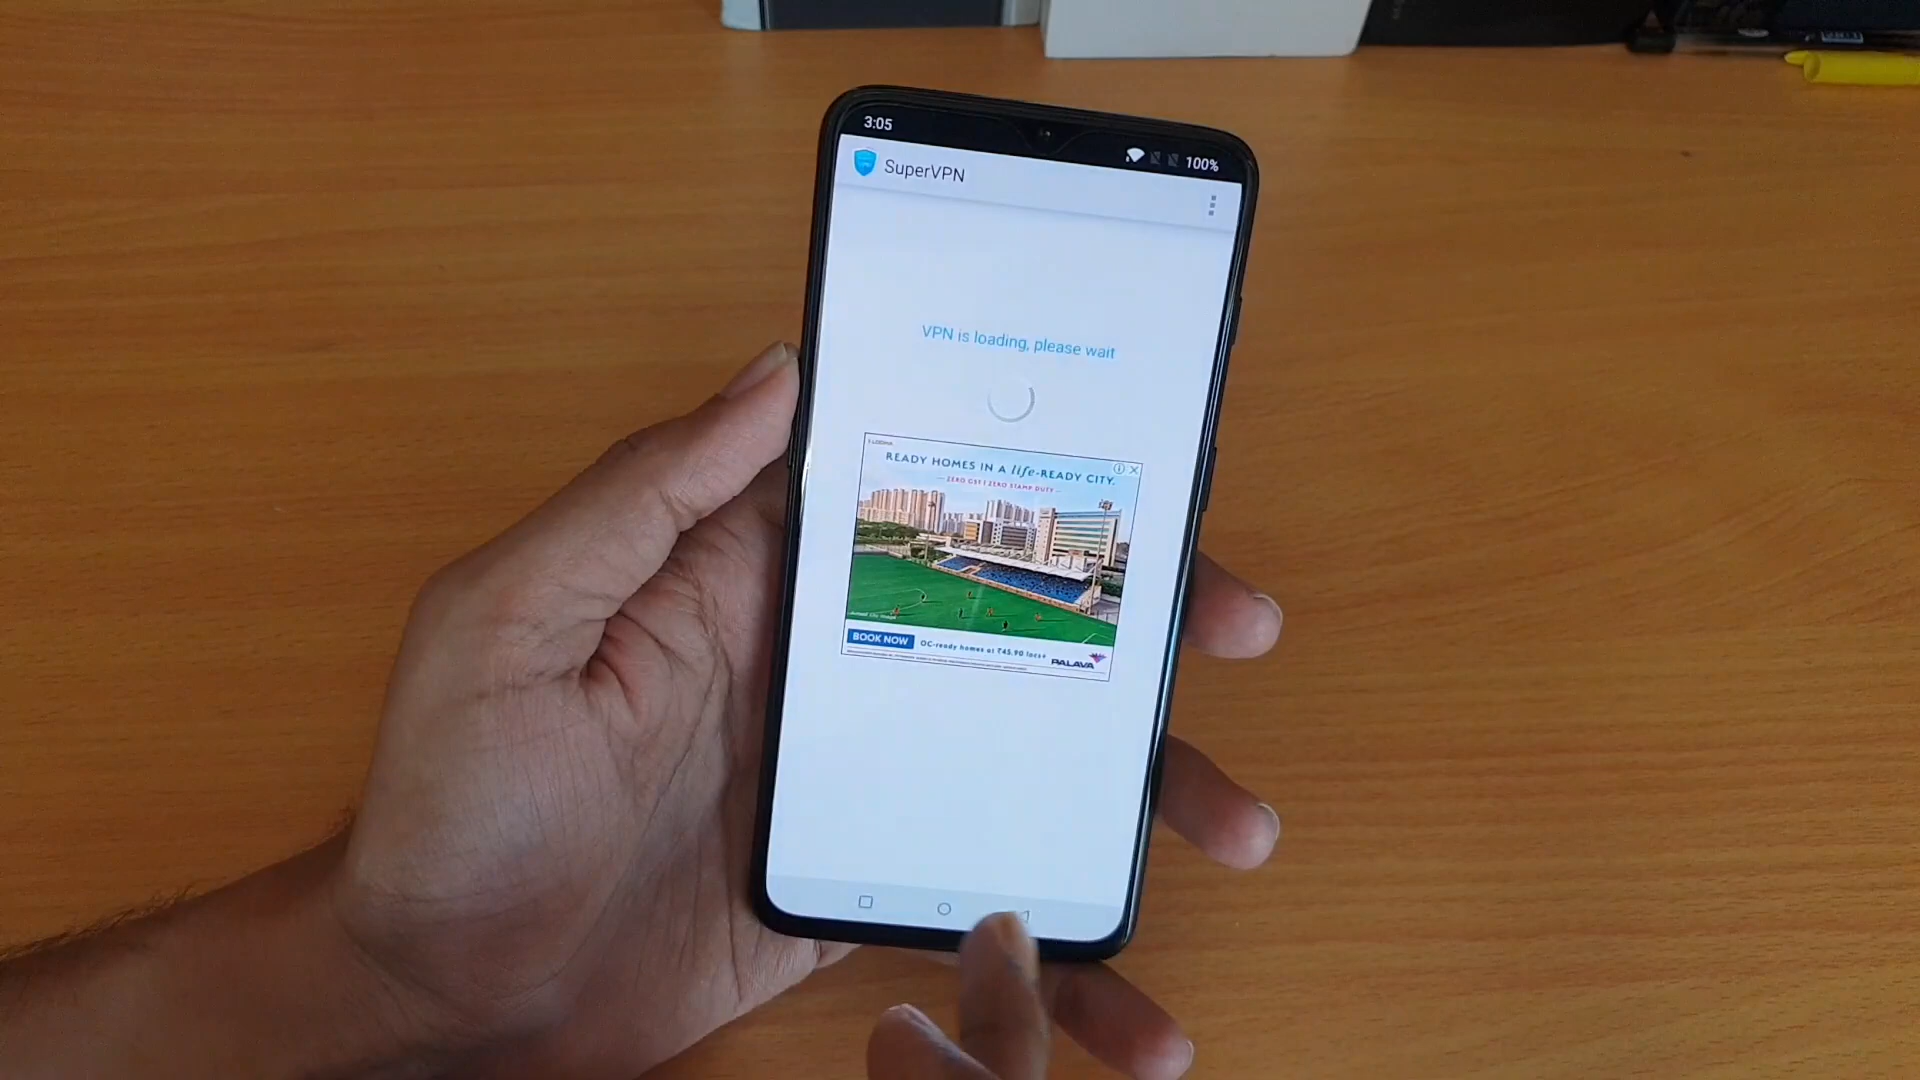 3:05
100%
SuperVPN
VPN is loading, please wait
LODHA
READY HOMES IN A life-READY CITY.
ZERO GST | ZERO STAMP DUTY
BOOK NOW
OC-ready homes at ₹45.90 lacs+
PALAVA